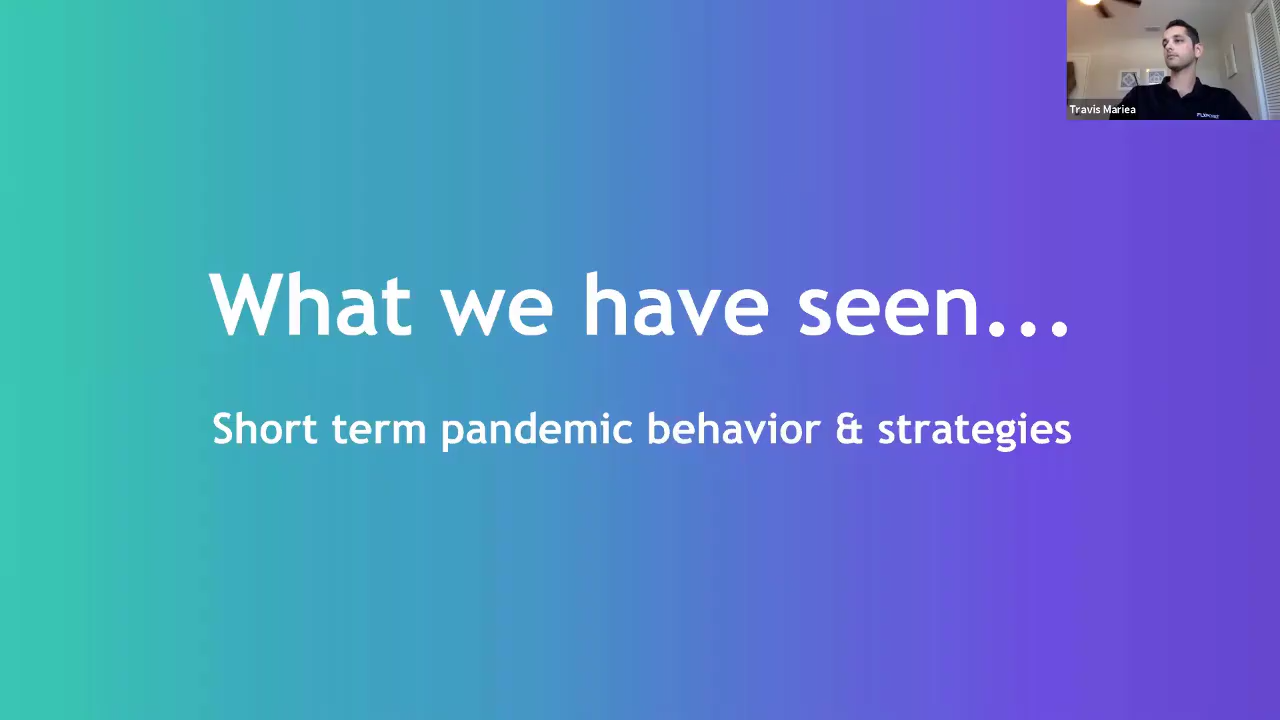 Travis Mariea
What we have seen...
Short term pandemic behavior & strategies